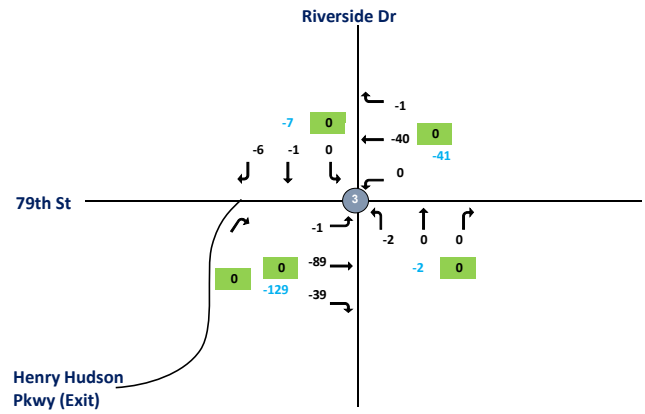 Riverside Dr
-1
-7 0
-40 0
-41
-6 -1 0
0
79th St
3
-1
-2 0 0
-89
0
0
-2 0
-129
-39
Henry Hudson
Pkwy (Exit)